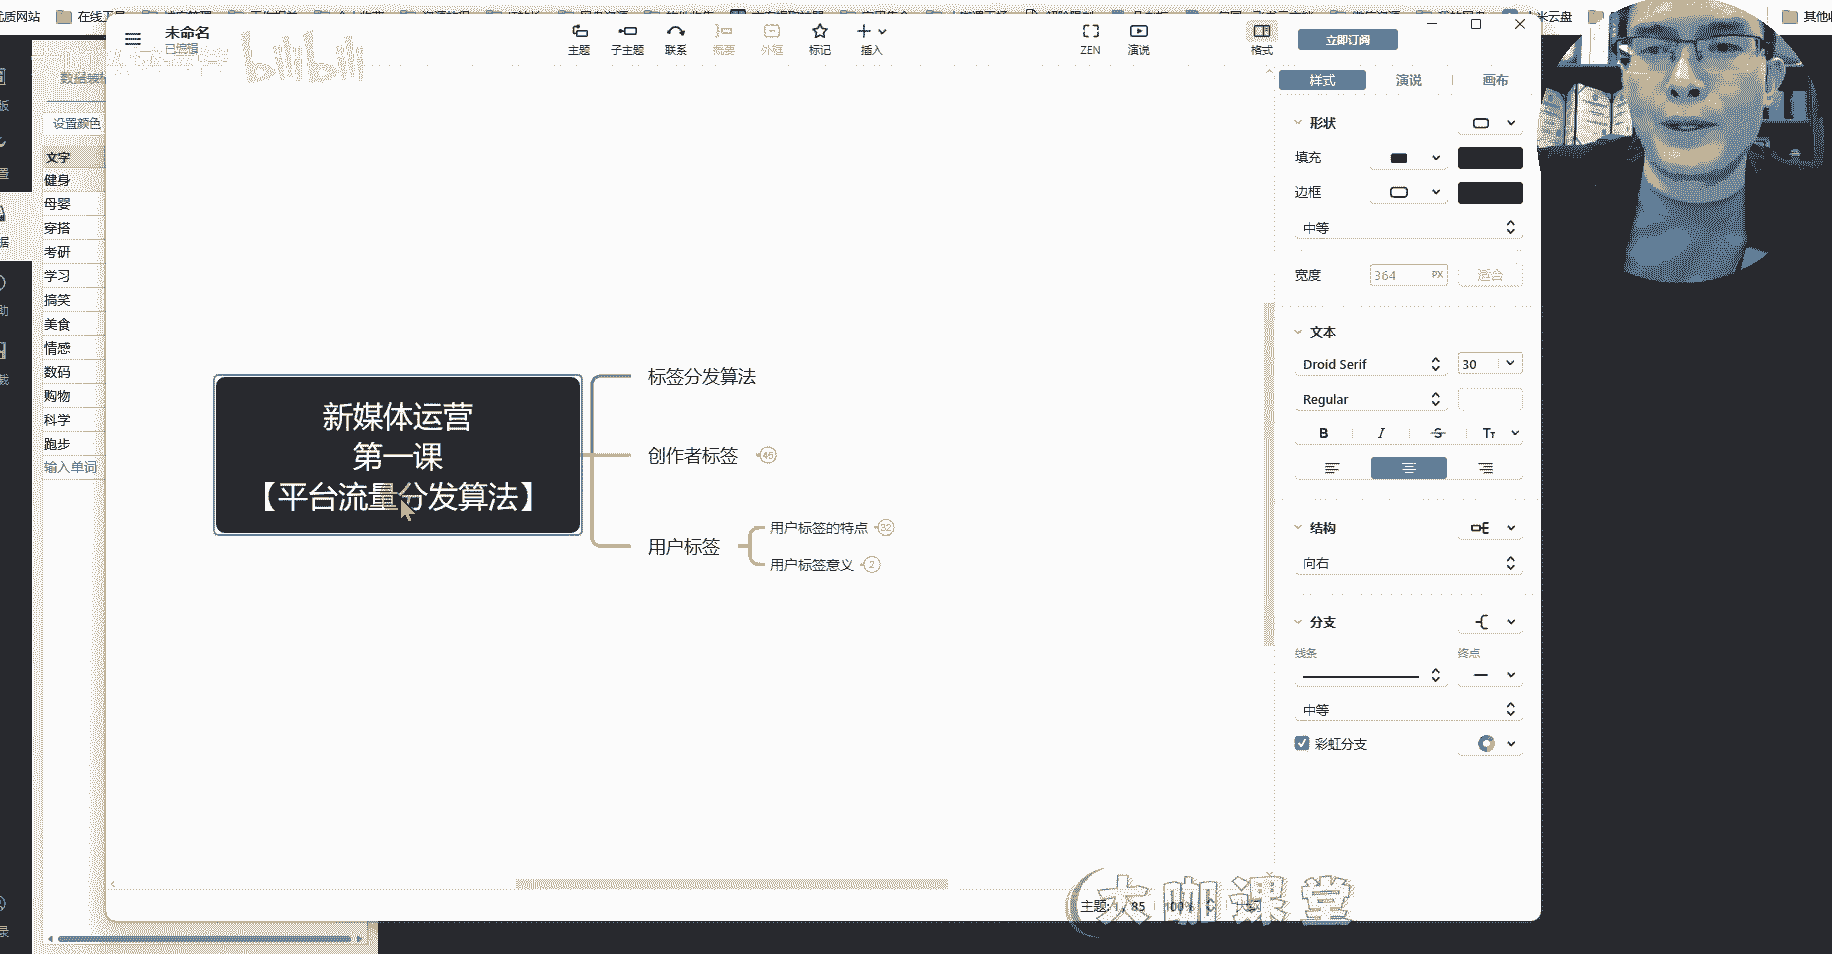 质网站
在线工具
米云盘
其他收
未命名
已编辑
bilibili
主题
子主题
联系
概要
外框
标记
插入
ZEN
演说
格式
立即订阅
数据表
设置颜色
文字
健身
母婴
穿搭
考研
学习
搞笑
美食
情感
数码
购物
科学
跑步
输入单词
新媒体运营
第一课
【平台流量分发算法】
标签分发算法
创作者标签
46
用户标签
用户标签的特点
32
用户标签意义
2
样式
演说
画布
形状
填充
边框
中等
宽度
364
PX
适合
文本
Droid Serif
30
Regular
B
I
S
Tт
结构
向右
分支
线条
终点
中等
彩虹分支
主题: 1 / 85
100%
大纲
大咖课堂